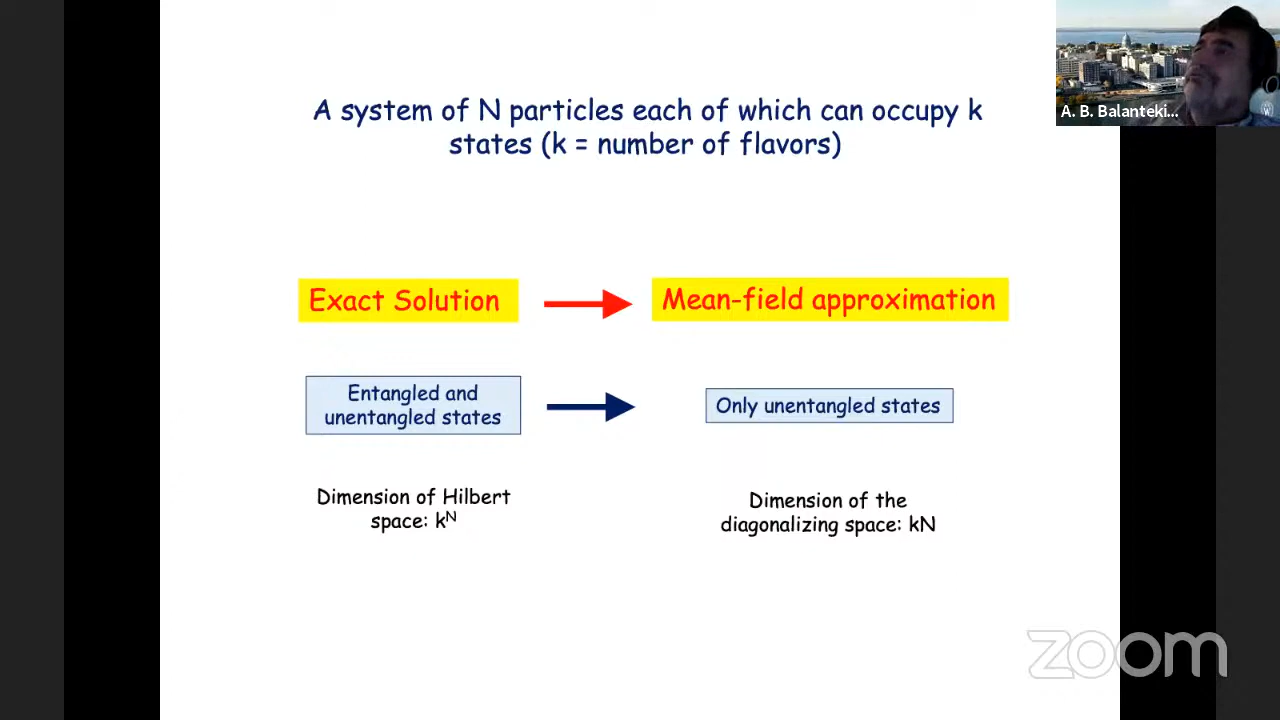 A. B. Balanteki...
A system of N particles each of which can occupy k
states (k = number of flavors)
Exact Solution
Mean-field approximation
Entangled and
unentangled states
Only unentangled states
Dimension of Hilbert
space: kᴺ
Dimension of the
diagonalizing space: kN
zoom